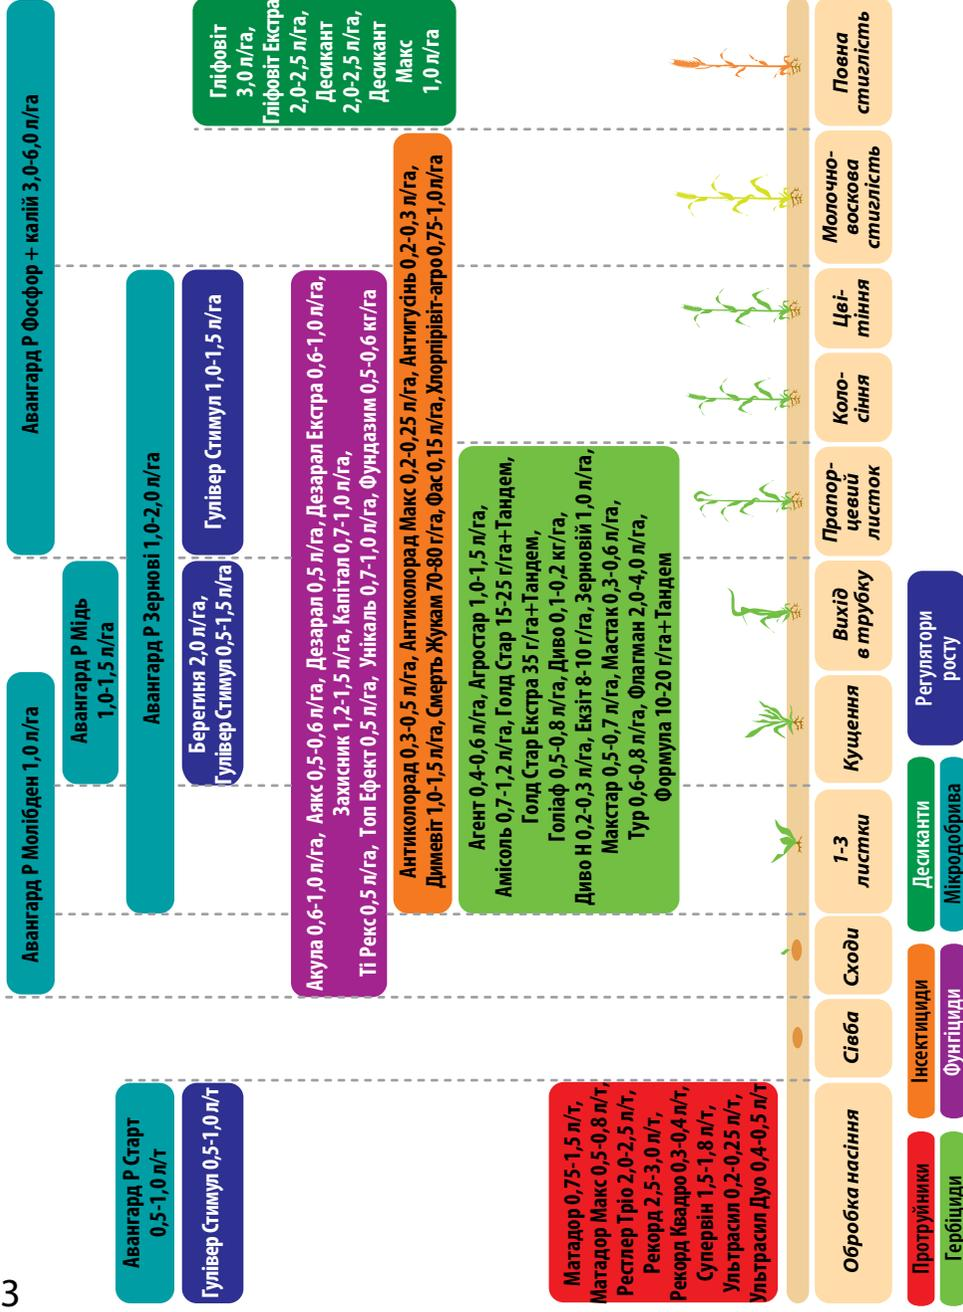 3
Авангард Р Старт
0,5-1,0 л/т
Гулівер Стимул 0,5-1,0 л/т
Матадор 0,75-1,5 л/т,
Матадор Макс 0,5-0,8 л/т,
Рестлер Тріо 2,0-2,5 л/т,
Рекорд 2,5-3,0 л/т,
Рекорд Квадро 0,3-0,4 л/т,
Супервін 1,5-1,8 л/т,
Ультрасил 0,2-0,25 л/т,
Ультрасил Дуо 0,4-0,5 л/т
Авангард Р Молібден 1,0 л/га
Авангард Р Фосфор + калій 3,0-6,0 л/га
Авангард Р Мідь
1,0-1,5 л/га
Авангард Р Зернові 1,0-2,0 л/га
Берегиня 2,0 л/га,
Гулівер Стимул 0,5-1,5 л/га
Гулівер Стимул 1,0-1,5 л/га
Гліфовіт
3,0 л/га,
Гліфовіт Екстра
2,0-2,5 л/га,
Десикант
2,0-2,5 л/га,
Десикант
Макс
1,0 л/га
Акула 0,6-1,0 л/га, Аякс 0,5-0,6 л/га, Дезарал 0,5 л/га, Дезарал Екстра 0,6-1,0 л/га,
Захисник 1,2-1,5 л/га, Капітал 0,7-1,0 л/га,
Ті Рекс 0,5 л/га, Топ Ефект 0,5 л/га, Унікаль 0,7-1,0 л/га, Фундазим 0,5-0,6 кг/га
Антиколорад 0,3-0,5 л/га, Антиколорад Макс 0,2-0,25 л/га, Антигусінь 0,2-0,3 л/га,
Димевіт 1,0-1,5 л/га, Смерть Жукам 70-80 г/га, Фас 0,15 л/га, Хлорпірівіт-агро 0,75-1,0 л/га
Агент 0,4-0,6 л/га, Агростар 1,0-1,5 л/га,
Амісоль 0,7-1,2 л/га, Голд Стар 15-25 г/га+Тандем,
Голд Стар Екстра 35 г/га+Тандем,
Голіаф 0,5-0,8 л/га, Диво 0,1-0,2 кг/га,
Диво Н 0,2-0,3 л/га, Екзіт 8-10 г/га, Зерновій 1,0 л/га,
Макстар 0,5-0,7 л/га, Мастак 0,3-0,6 л/га,
Тур 0,6-0,8 л/га, Флагман 2,0-4,0 л/га,
Формула 10-20 г/га+Тандем
Обробка насіння
Сівба
Сходи
1-3
листки
Кущення
Вихід
в трубку
Прапор-
цевий
листок
Коло-
сіння
Цві-
тіння
Молочно-
воскова
стиглість
Повна
стиглість
Протруйники
Інсектициди
Десиканти
Регулятори
росту
Гербіциди
Фунгіциди
Мікродобрива